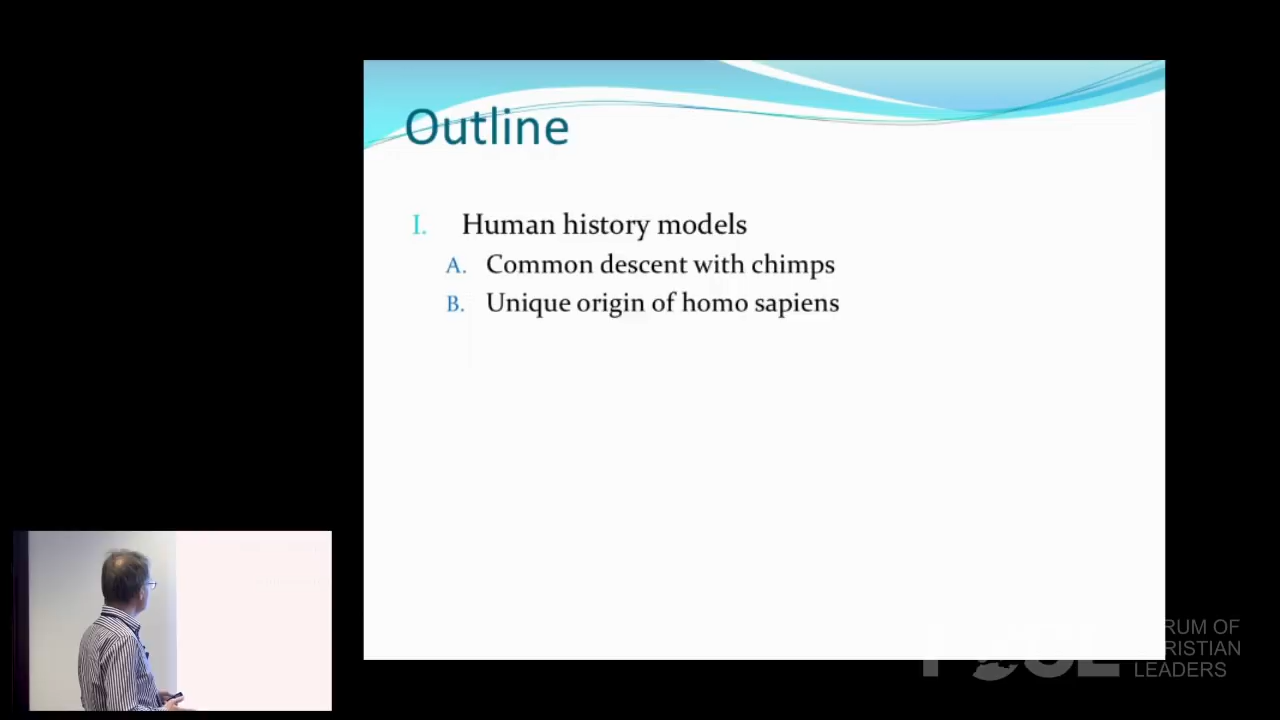 Outline
I. Human history models
A. Common descent with chimps
B. Unique origin of homo sapiens
RUM OF
RISTIAN
LEADERS